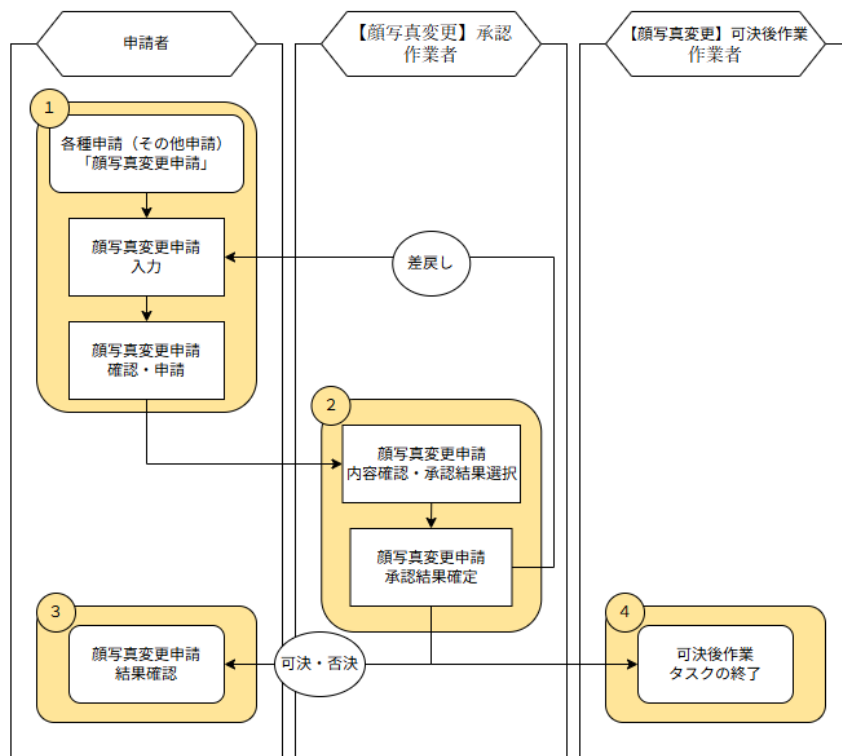 申請者
【顔写真変更】承認
作業者
【顔写真変更】可決後作業
作業者
1
各種申請（その他申請）
「顔写真変更申請」
顔写真変更申請
入力
差戻し
顔写真変更申請
確認・申請
2
顔写真変更申請
内容確認・承認結果選択
顔写真変更申請
承認結果確定
3
顔写真変更申請
結果確認
可決・否決
4
可決後作業
タスクの終了